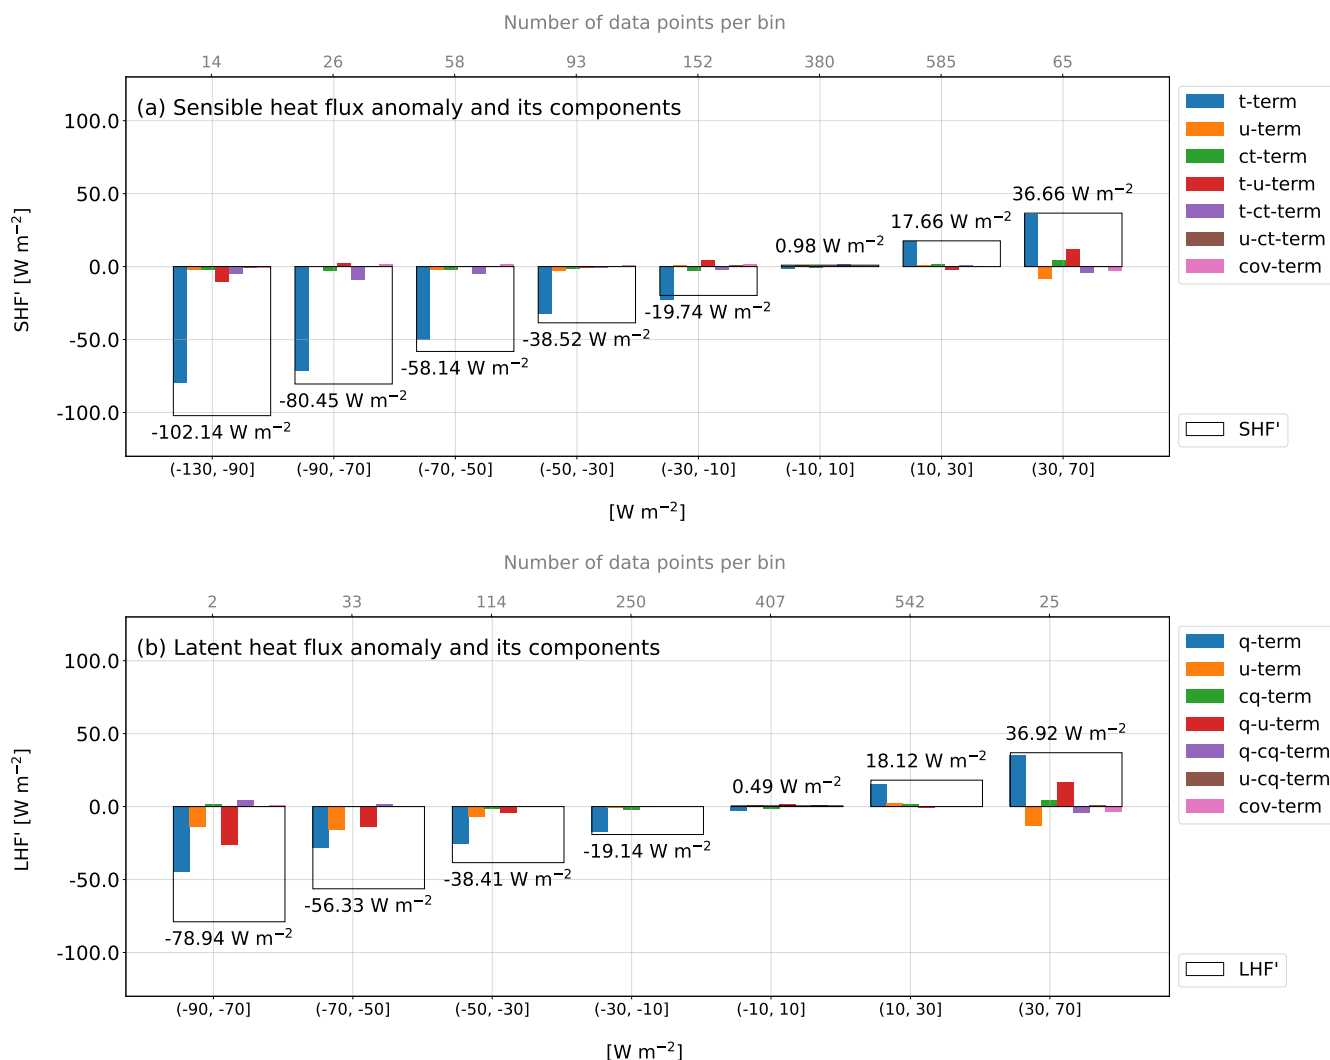 Number of data points per bin
14 26 58 93 152 380 585 65
(a) Sensible heat flux anomaly and its components
100.0
50.0
0.0
-50.0
-100.0
SHF' [W m⁻²]
-102.14 W m⁻²
-80.45 W m⁻²
-58.14 W m⁻²
-38.52 W m⁻²
-19.74 W m⁻²
0.98 W m⁻²
17.66 W m⁻²
36.66 W m⁻²
(-130, -90] (-90, -70] (-70, -50] (-50, -30] (-30, -10] (-10, 10] (10, 30] (30, 70]
[W m⁻²]
t-term
u-term
ct-term
t-u-term
t-ct-term
u-ct-term
cov-term
SHF'
Number of data points per bin
2 33 114 250 407 542 25
(b) Latent heat flux anomaly and its components
100.0
50.0
0.0
-50.0
-100.0
LHF' [W m⁻²]
-78.94 W m⁻²
-56.33 W m⁻²
-38.41 W m⁻²
-19.14 W m⁻²
0.49 W m⁻²
18.12 W m⁻²
36.92 W m⁻²
(-90, -70] (-70, -50] (-50, -30] (-30, -10] (-10, 10] (10, 30] (30, 70]
[W m⁻²]
q-term
u-term
cq-term
q-u-term
q-cq-term
u-cq-term
cov-term
LHF'